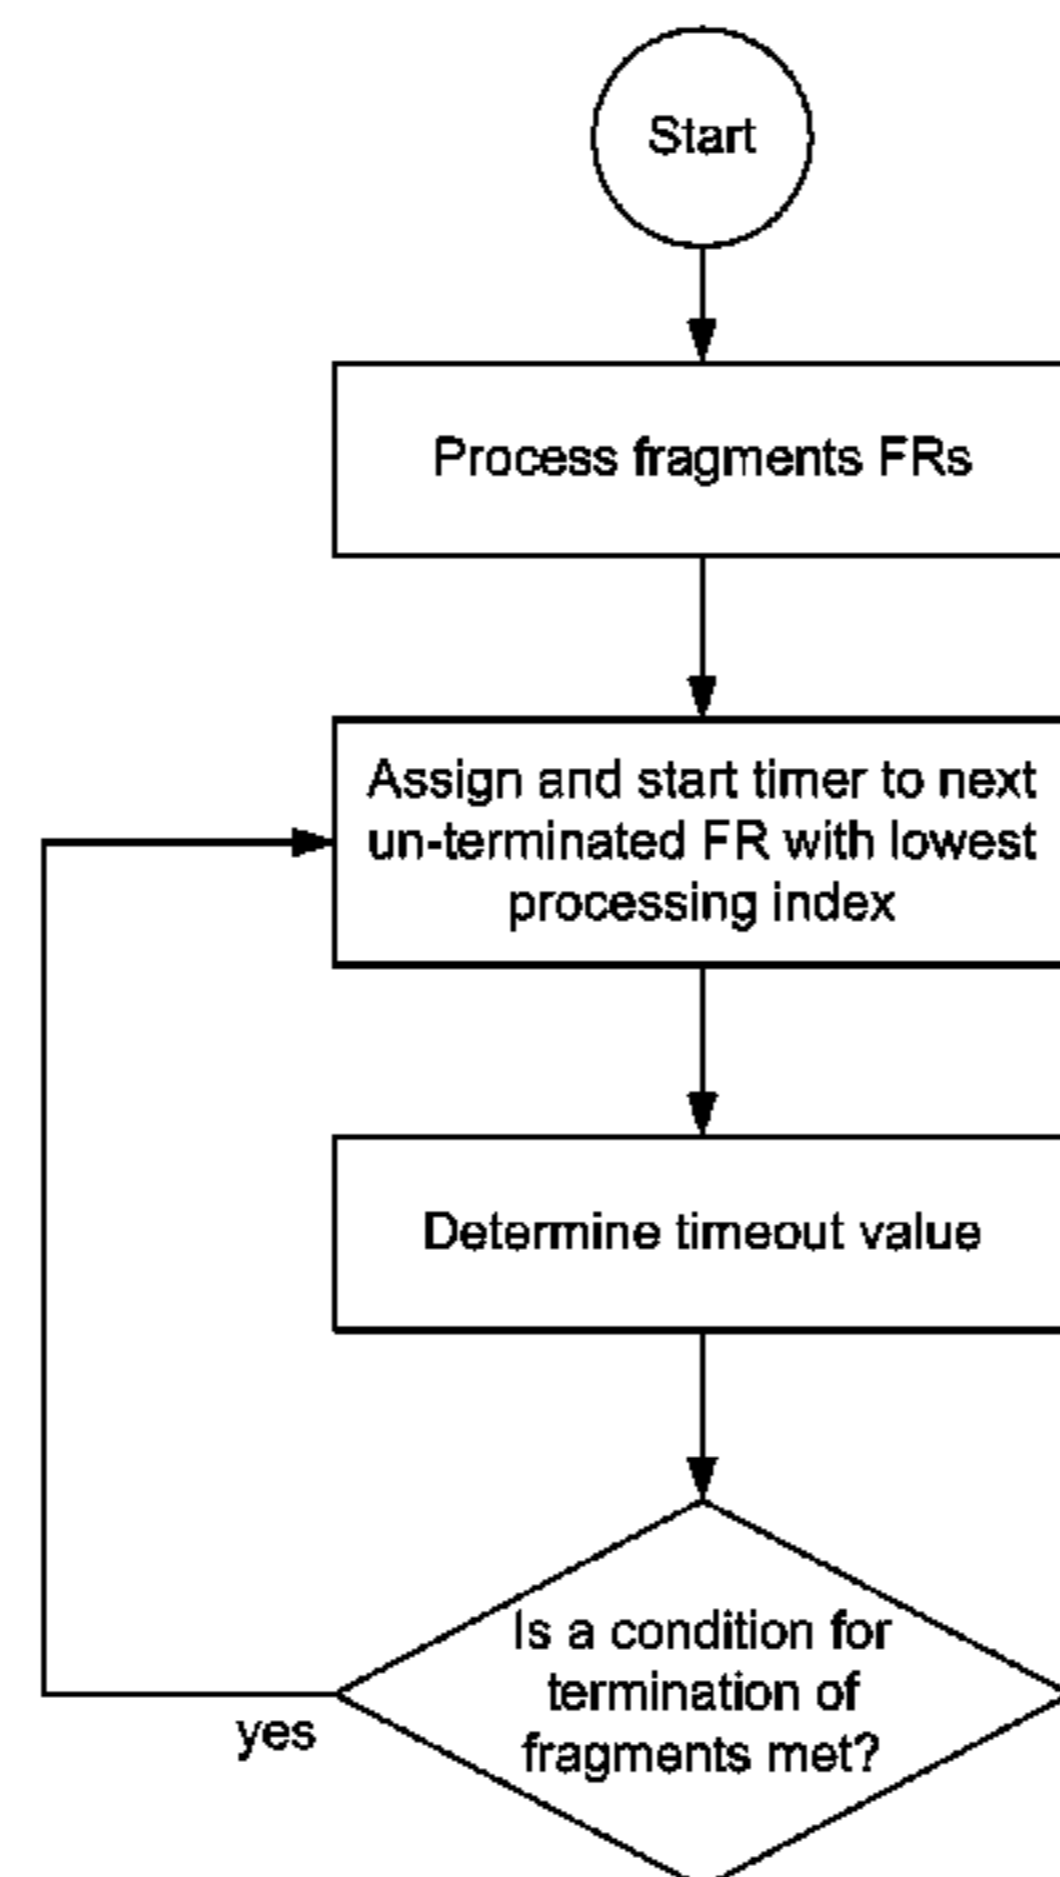 Start
Process fragments FRs
Assign and start timer to next
un-terminated FR with lowest
processing index
Determine timeout value
Is a condition for
termination of
fragments met?
yes